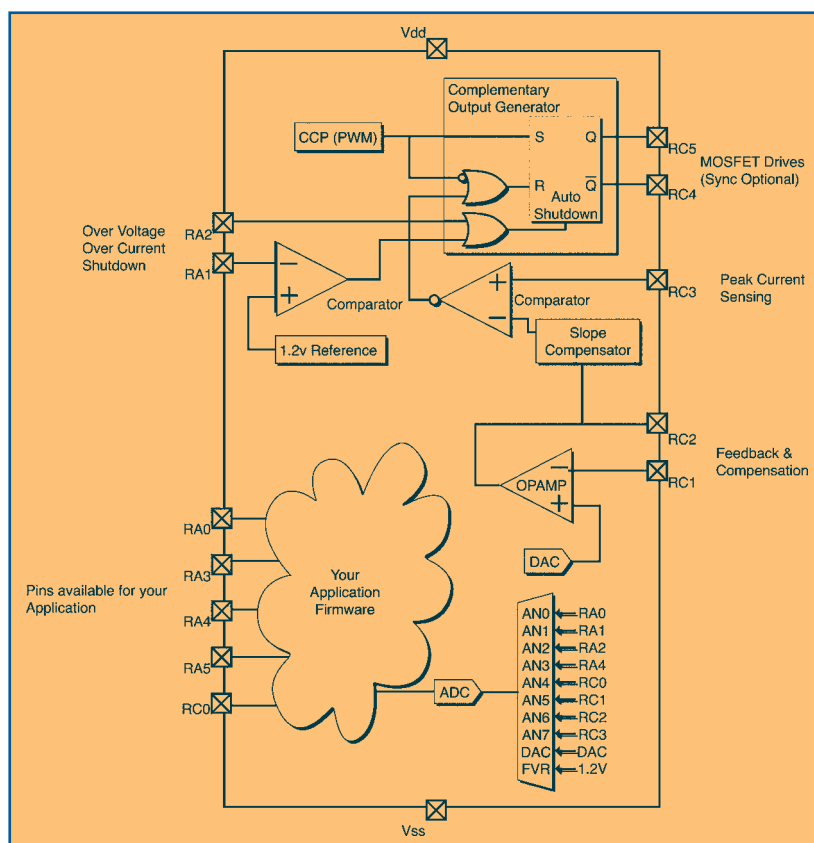 Vdd
Complementary
Output Generator
CCP (PWM)
S
Q
RC5
MOSFET Drives
(Sync Optional)
R
Q̅
RC4
Auto
Shutdown
Over Voltage
Over Current
Shutdown
RA2
RA1
−
+
Comparator
1.2v Reference
+
−
Comparator
RC3
Peak Current
Sensing
Slope
Compensator
RC2
Feedback &
Compensation
RC1
−
OPAMP
+
DAC
Pins available for your
Application
RA0
RA3
RA4
RA5
RC0
Your
Application
Firmware
ADC
AN0 RA0
AN1 RA1
AN2 RA2
AN3 RA4
AN4 RC0
AN5 RC1
AN6 RC2
AN7 RC3
DAC DAC
FVR 1.2V
Vss